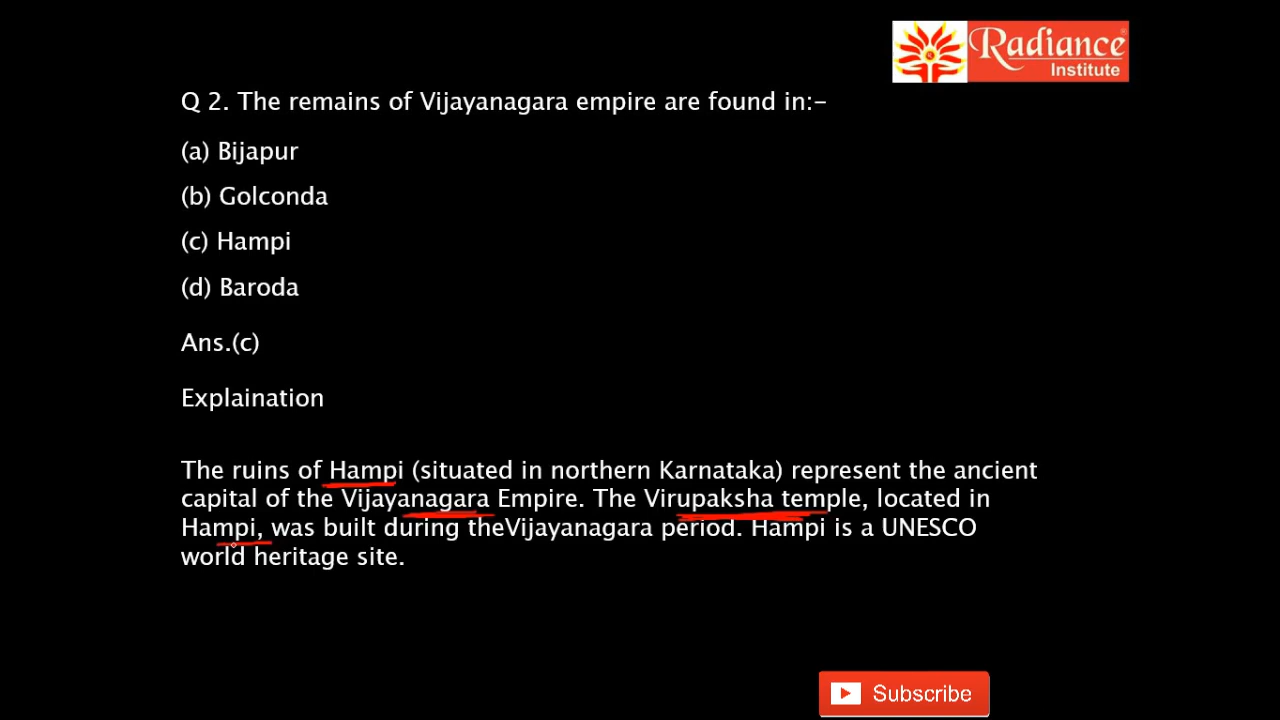 Radiance
Institute
Q 2. The remains of Vijayanagara empire are found in:-
(a) Bijapur
(b) Golconda
(c) Hampi
(d) Baroda
Ans.(c)
Explaination
The ruins of Hampi (situated in northern Karnataka) represent the ancient
capital of the Vijayanagara Empire. The Virupaksha temple, located in
Hampi, was built during theVijayanagara period. Hampi is a UNESCO
world heritage site.
Subscribe